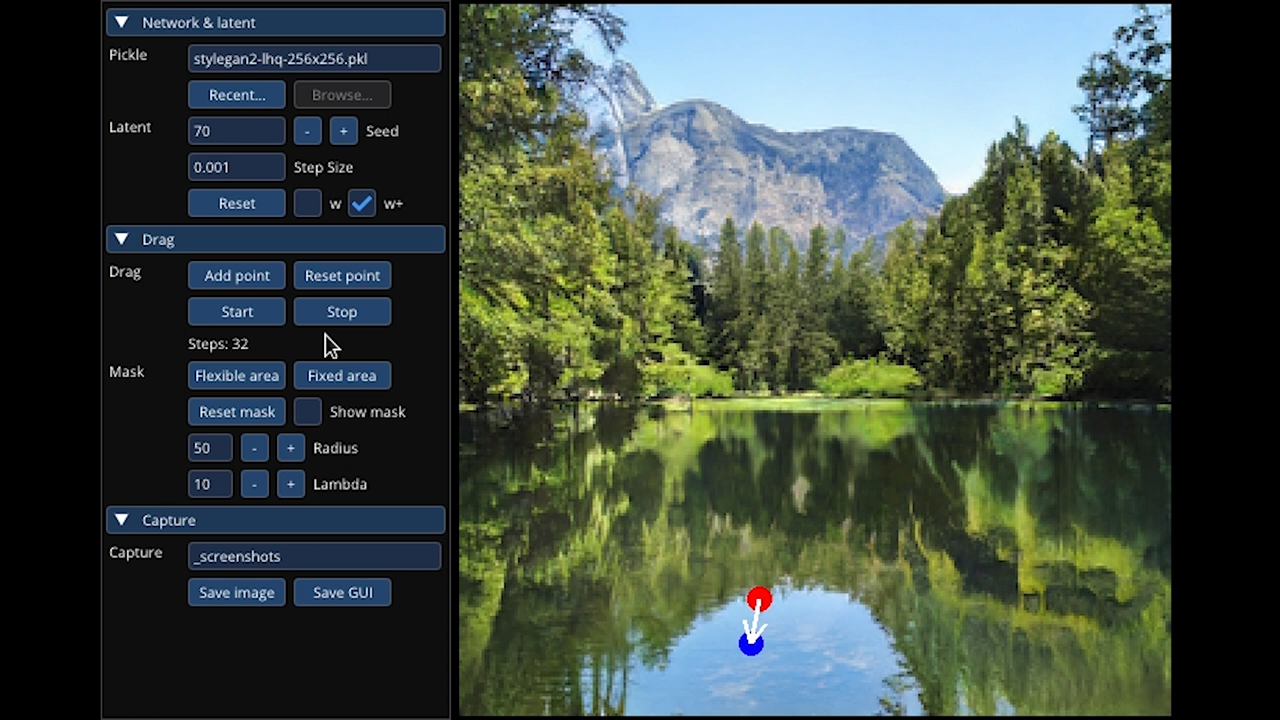 Network & latent
Pickle stylegan2-lhq-256x256.pkl
Recent... Browse...
Latent 70 - + Seed
0.001 Step Size
Reset w w+
Drag
Drag Add point Reset point
Start Stop
Steps: 32
Mask Flexible area Fixed area
Reset mask Show mask
50 - + Radius
10 - + Lambda
Capture
Capture _screenshots
Save image Save GUI